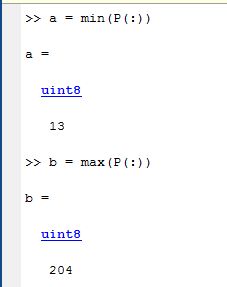 >> a = min(P(:))
a =
uint8
13
>> b = max(P(:))
b =
uint8
204